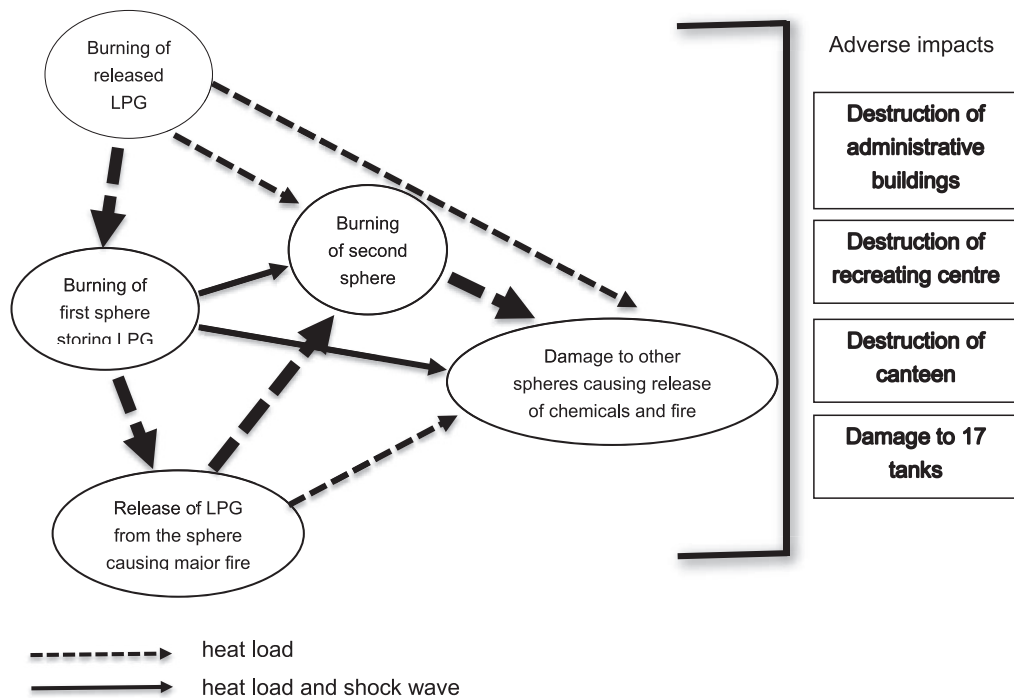 Burning of
released
LPG
Burning
of second
sphere
Burning of
first sphere
storing LPG
Damage to other
spheres causing release
of chemicals and fire
Release of LPG
from the sphere
causing major fire
Adverse impacts
Destruction of
administrative
buildings
Destruction of
recreating centre
Destruction of
canteen
Damage to 17
tanks
heat load
heat load and shock wave